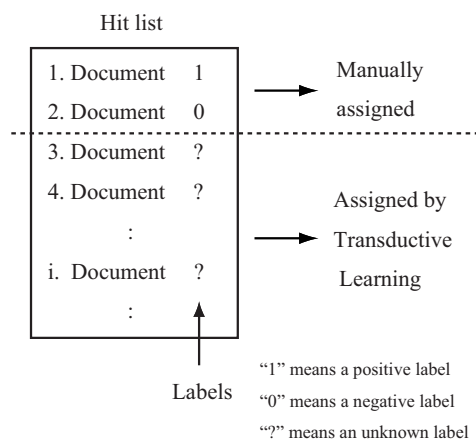 Hit list
1. Document 1
2. Document 0
3. Document ?
4. Document ?
:
i. Document ?
:
Manually
assigned
Assigned by
Transductive
Learning
Labels
“1” means a positive label
“0” means a negative label
“?” means an unknown label